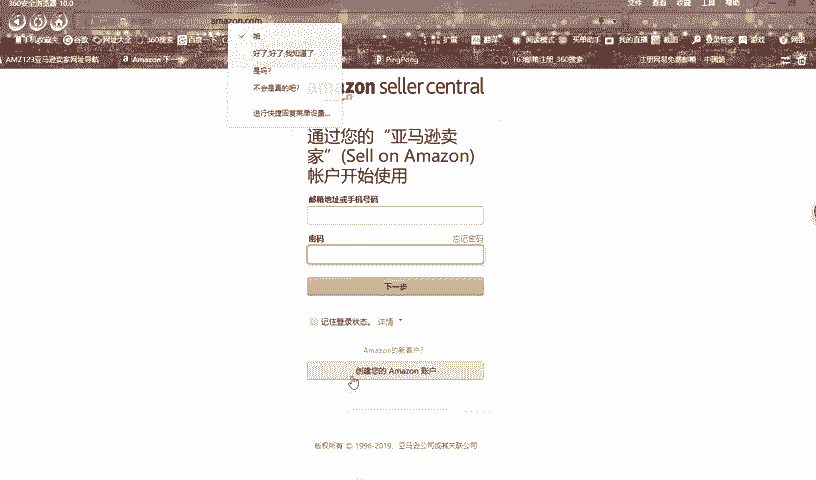 360安全浏览器 10.0
文件 查看 收藏 工具 帮助
amazon.com
手机收藏夹 谷歌 网址大全 360搜索 百度一下
扩展 翻译 阅读模式 买单助手 我的直播 截图 登录管家 游戏 网银
AMZ123亚马逊卖家网址导航 Amazon 下一步 PingPong 163邮箱注册_360搜索 注册网易免费邮箱 - 中国第
嗯
好了,好了,我知道了
是吗?
不会是真的吧?
进行快捷回复菜单设置...
amazon seller central
通过您的“亚马逊卖
家”(Sell on Amazon)
帐户开始使用
邮箱地址或手机号码
密码 忘记密码
下一步
记住登录状态。 详情
Amazon的新客户?
创建您的 Amazon 账户
版权所有 © 1996-2019，亚马逊公司或其关联公司